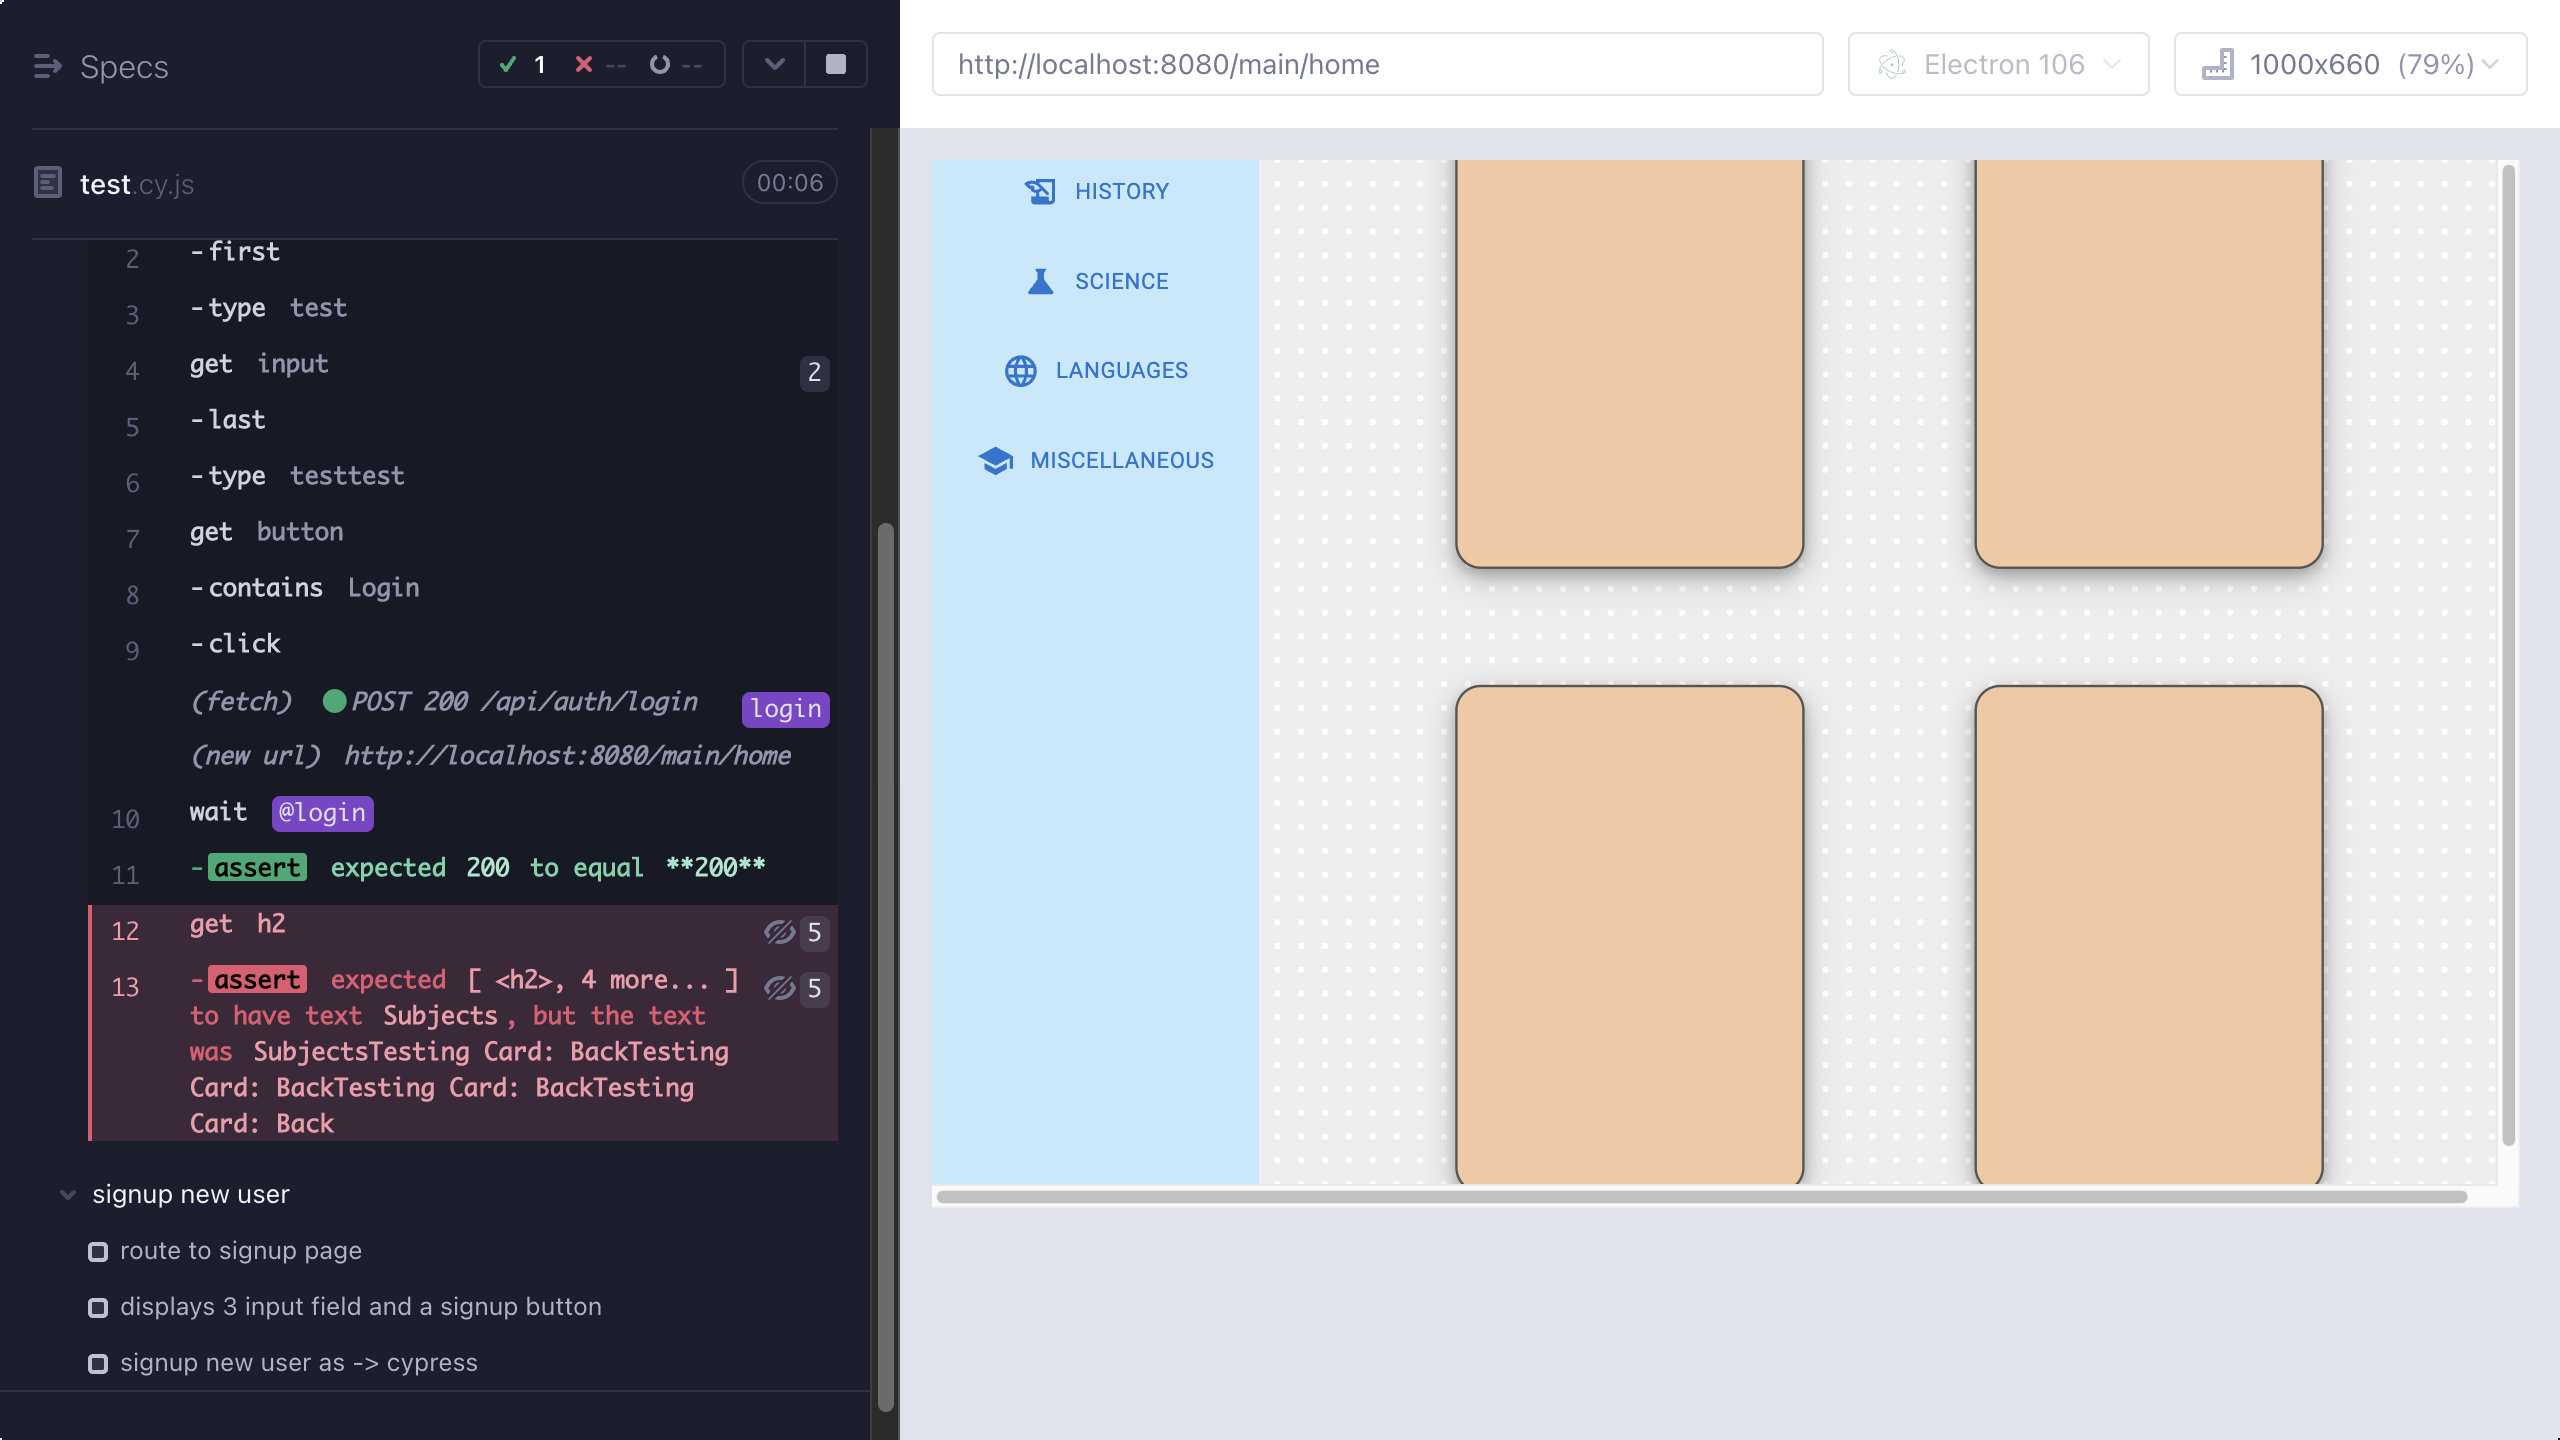 Specs
1 -- --
test.cy.js 00:06
2 -first
3 -type test
4 get input 2
5 -last
6 -type testtest
7 get button
8 -contains Login
9 -click
(fetch) POST 200 /api/auth/login login
(new url) http://localhost:8080/main/home
10 wait @login
11 -assert expected 200 to equal **200**
12 get h2 5
13 -assert expected [ <h2>, 4 more... ] 5
to have text Subjects, but the text
was SubjectsTesting Card: BackTesting
Card: BackTesting Card: BackTesting
Card: Back
signup new user
route to signup page
displays 3 input field and a signup button
signup new user as -> cypress
http://localhost:8080/main/home
Electron 106
1000x660 (79%)
HISTORY
SCIENCE
LANGUAGES
MISCELLANEOUS